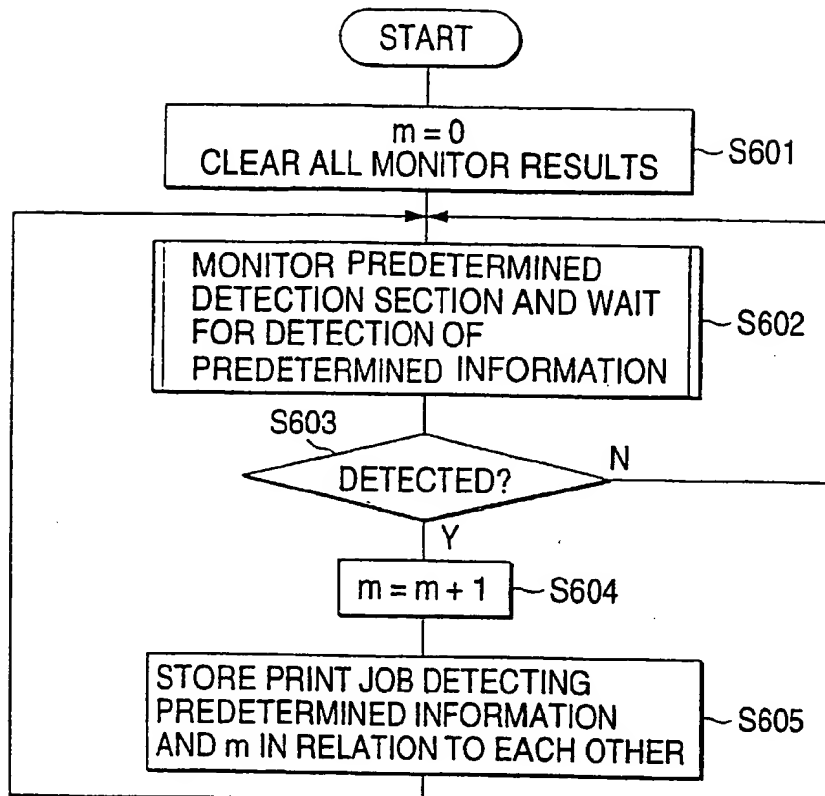 START
m = 0
CLEAR ALL MONITOR RESULTS
S601
MONITOR PREDETERMINED
DETECTION SECTION AND WAIT
FOR DETECTION OF
PREDETERMINED INFORMATION
S602
S603
DETECTED?
N
Y
m = m + 1
S604
STORE PRINT JOB DETECTING
PREDETERMINED INFORMATION
AND m IN RELATION TO EACH OTHER
S605